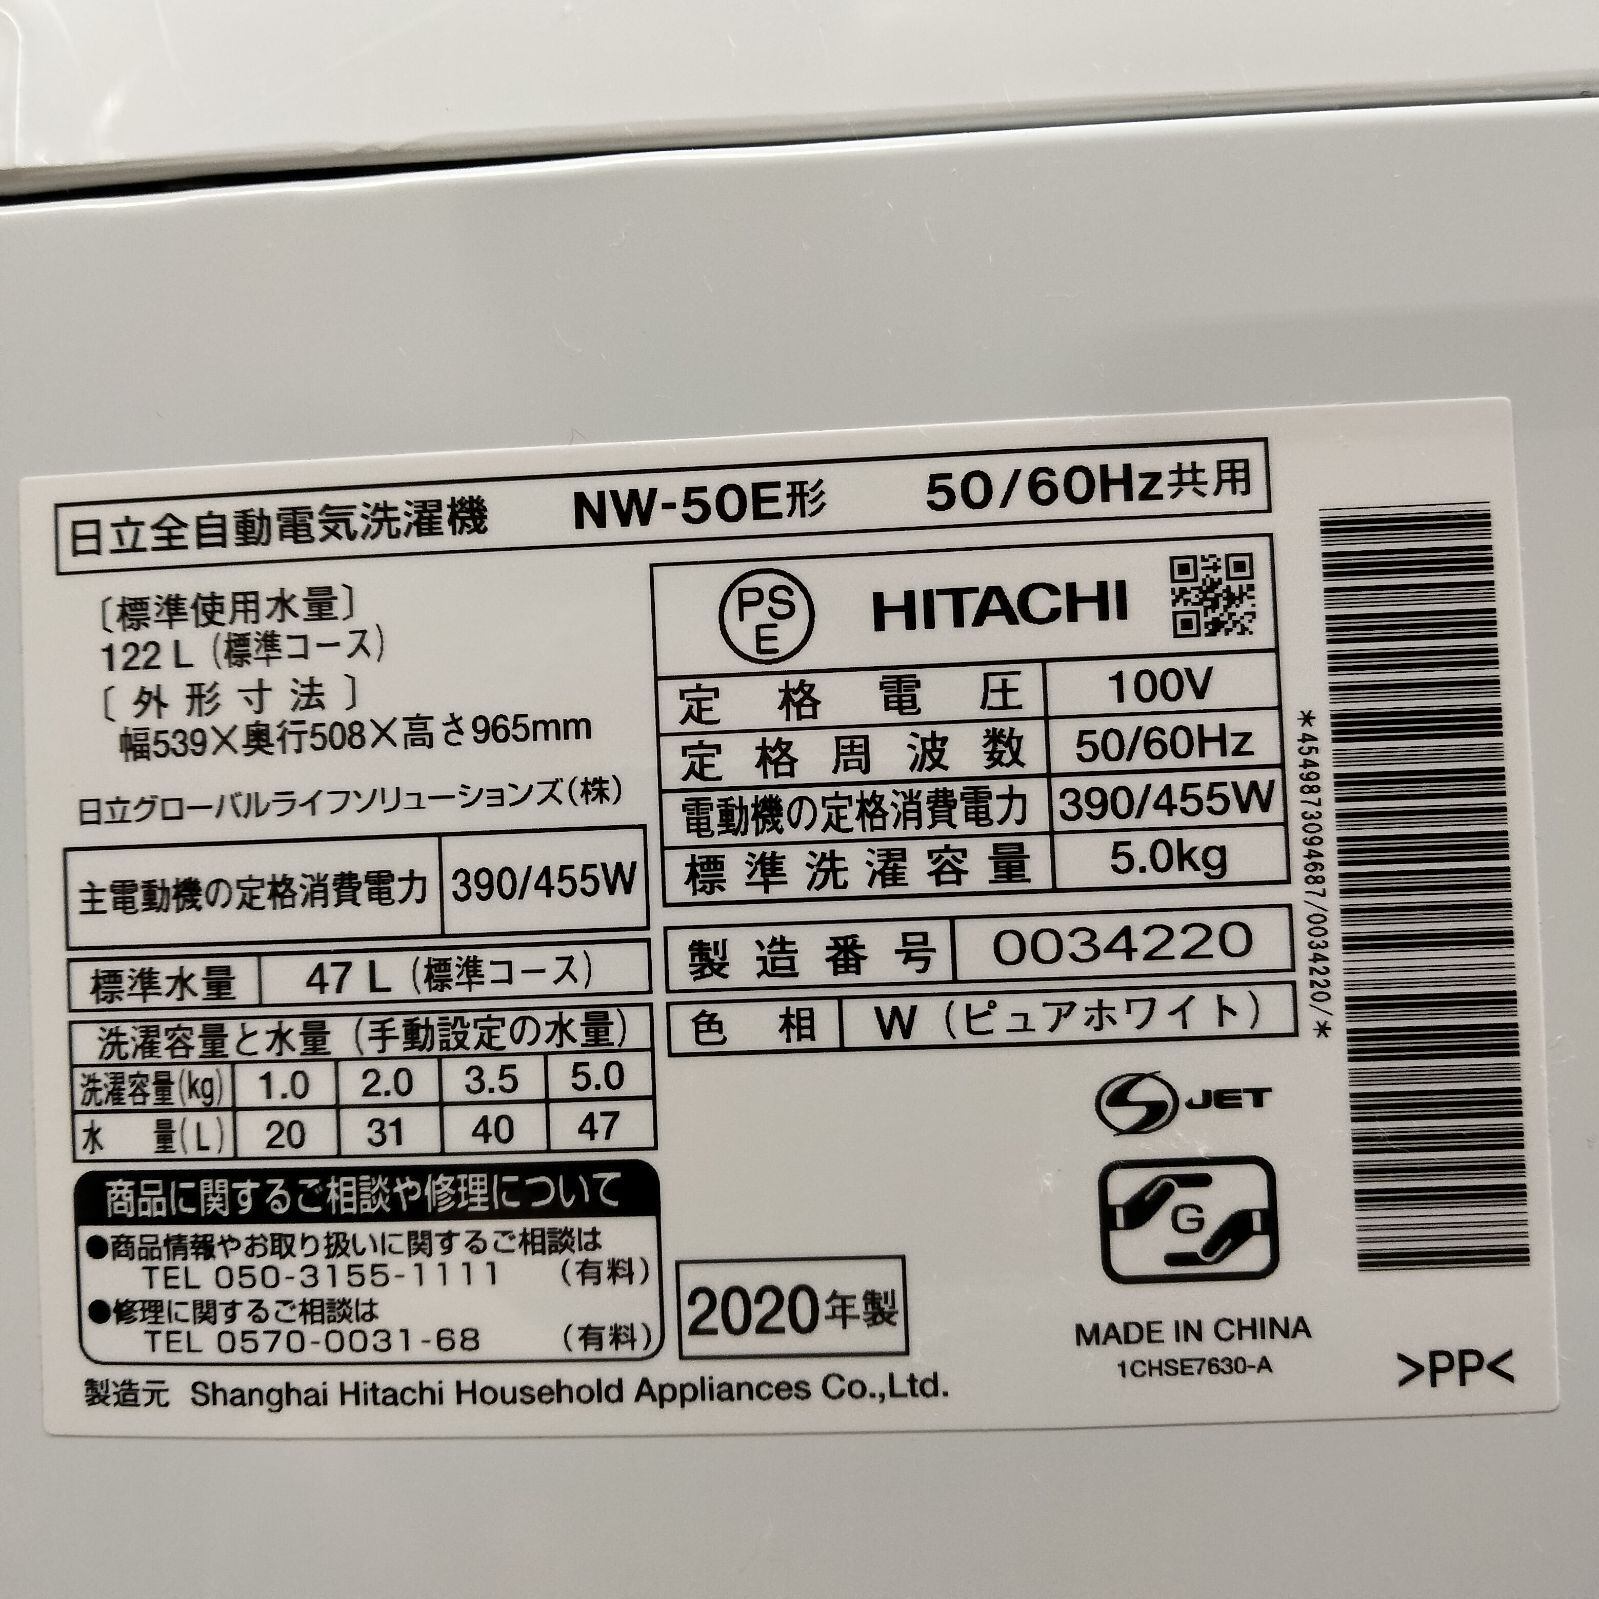 日立全自動電気洗濯機 NW-50E形 50/60Hz共用
〔標準使用水量〕
122 L（標準コース）
〔外形寸法〕
幅539×奥行508×高さ965mm
日立グローバルライフソリューションズ（株）
主電動機の定格消費電力 390/455W
標準水量 47 L（標準コース）
洗濯容量と水量（手動設定の水量）
洗濯容量(kg) 1.0 2.0 3.5 5.0
水 量(L) 20 31 40 47
商品に関するご相談や修理について
●商品情報やお取り扱いに関するご相談は
TEL 050-3155-1111 （有料）
●修理に関するご相談は
TEL 0570-0031-68 （有料）
製造元 Shanghai Hitachi Household Appliances Co.,Ltd.
PS
E
HITACHI
定格電圧 100V
定格周波数 50/60Hz
電動機の定格消費電力 390/455W
標準洗濯容量 5.0kg
製造番号 0034220
色相 W（ピュアホワイト）
2020年製
S JET
G
MADE IN CHINA
1CHSE7630-A
>PP<
*4549873094687/0034220/*